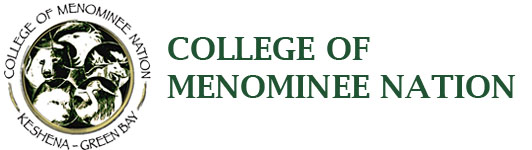 COLLEGE OF MENOMINEE NATION
KESHENA - GREEN BAY
COLLEGE OF
MENOMINEE NATION